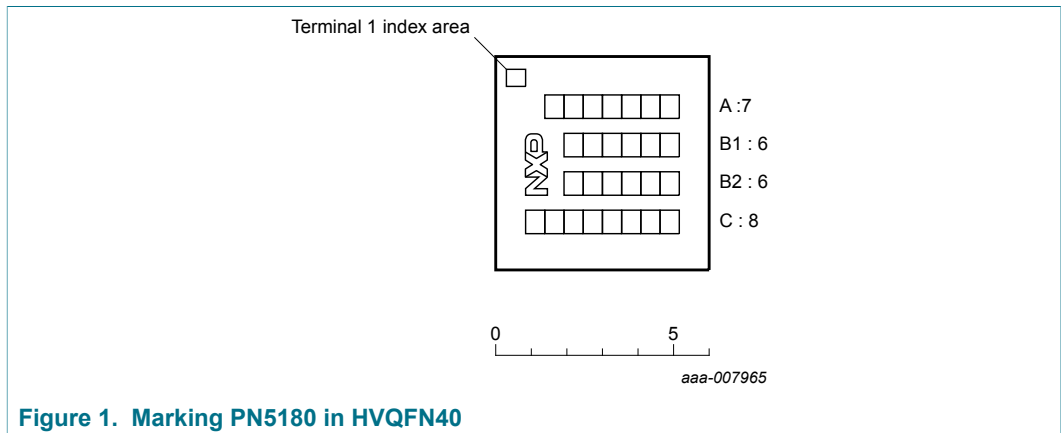 Terminal 1 index area
A :7
B1 : 6
NXP
B2 : 6
C : 8
0 5
aaa-007965
Figure 1. Marking PN5180 in HVQFN40